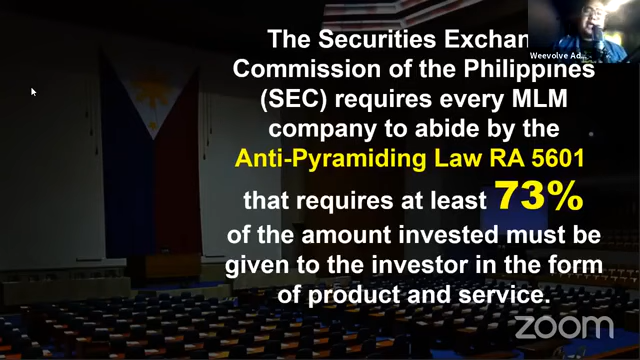 The Securities Exchan
Weevolve Ad...
Commission of the Philippines
(SEC) requires every MLM
company to abide by the
Anti-Pyramiding Law RA 5601
that requires at least 73%
of the amount invested must be
given to the investor in the form
of product and service.
zoom